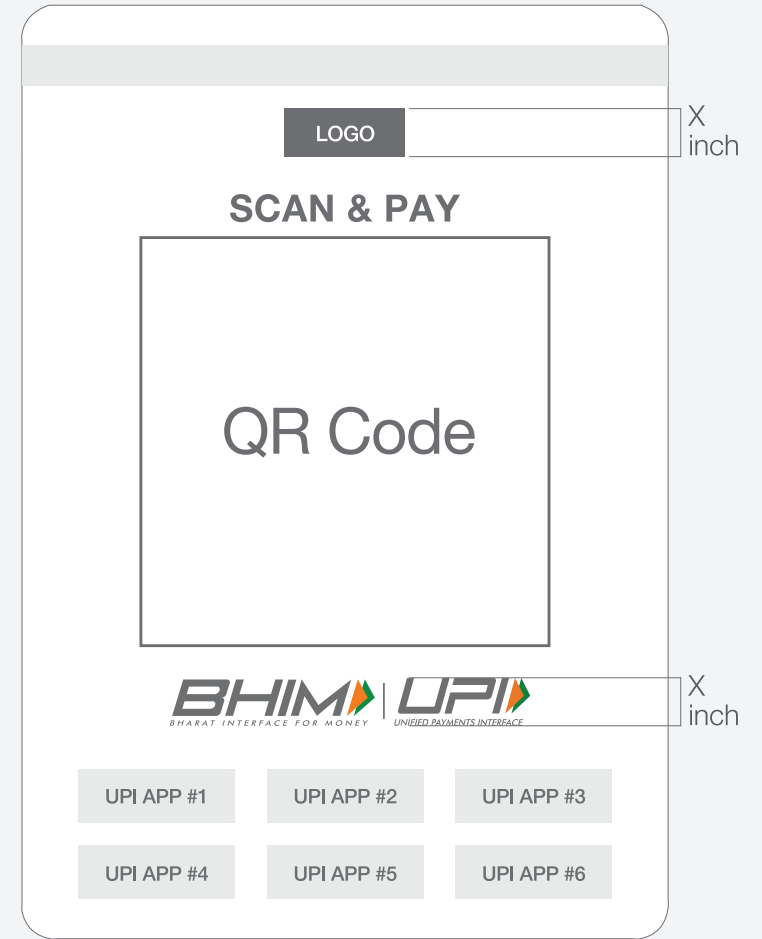 LOGO
X
inch
SCAN & PAY
QR Code
BHIM | UPI
BHARAT INTERFACE FOR MONEY UNIFIED PAYMENTS INTERFACE
X
inch
UPI APP #1 UPI APP #2 UPI APP #3
UPI APP #4 UPI APP #5 UPI APP #6